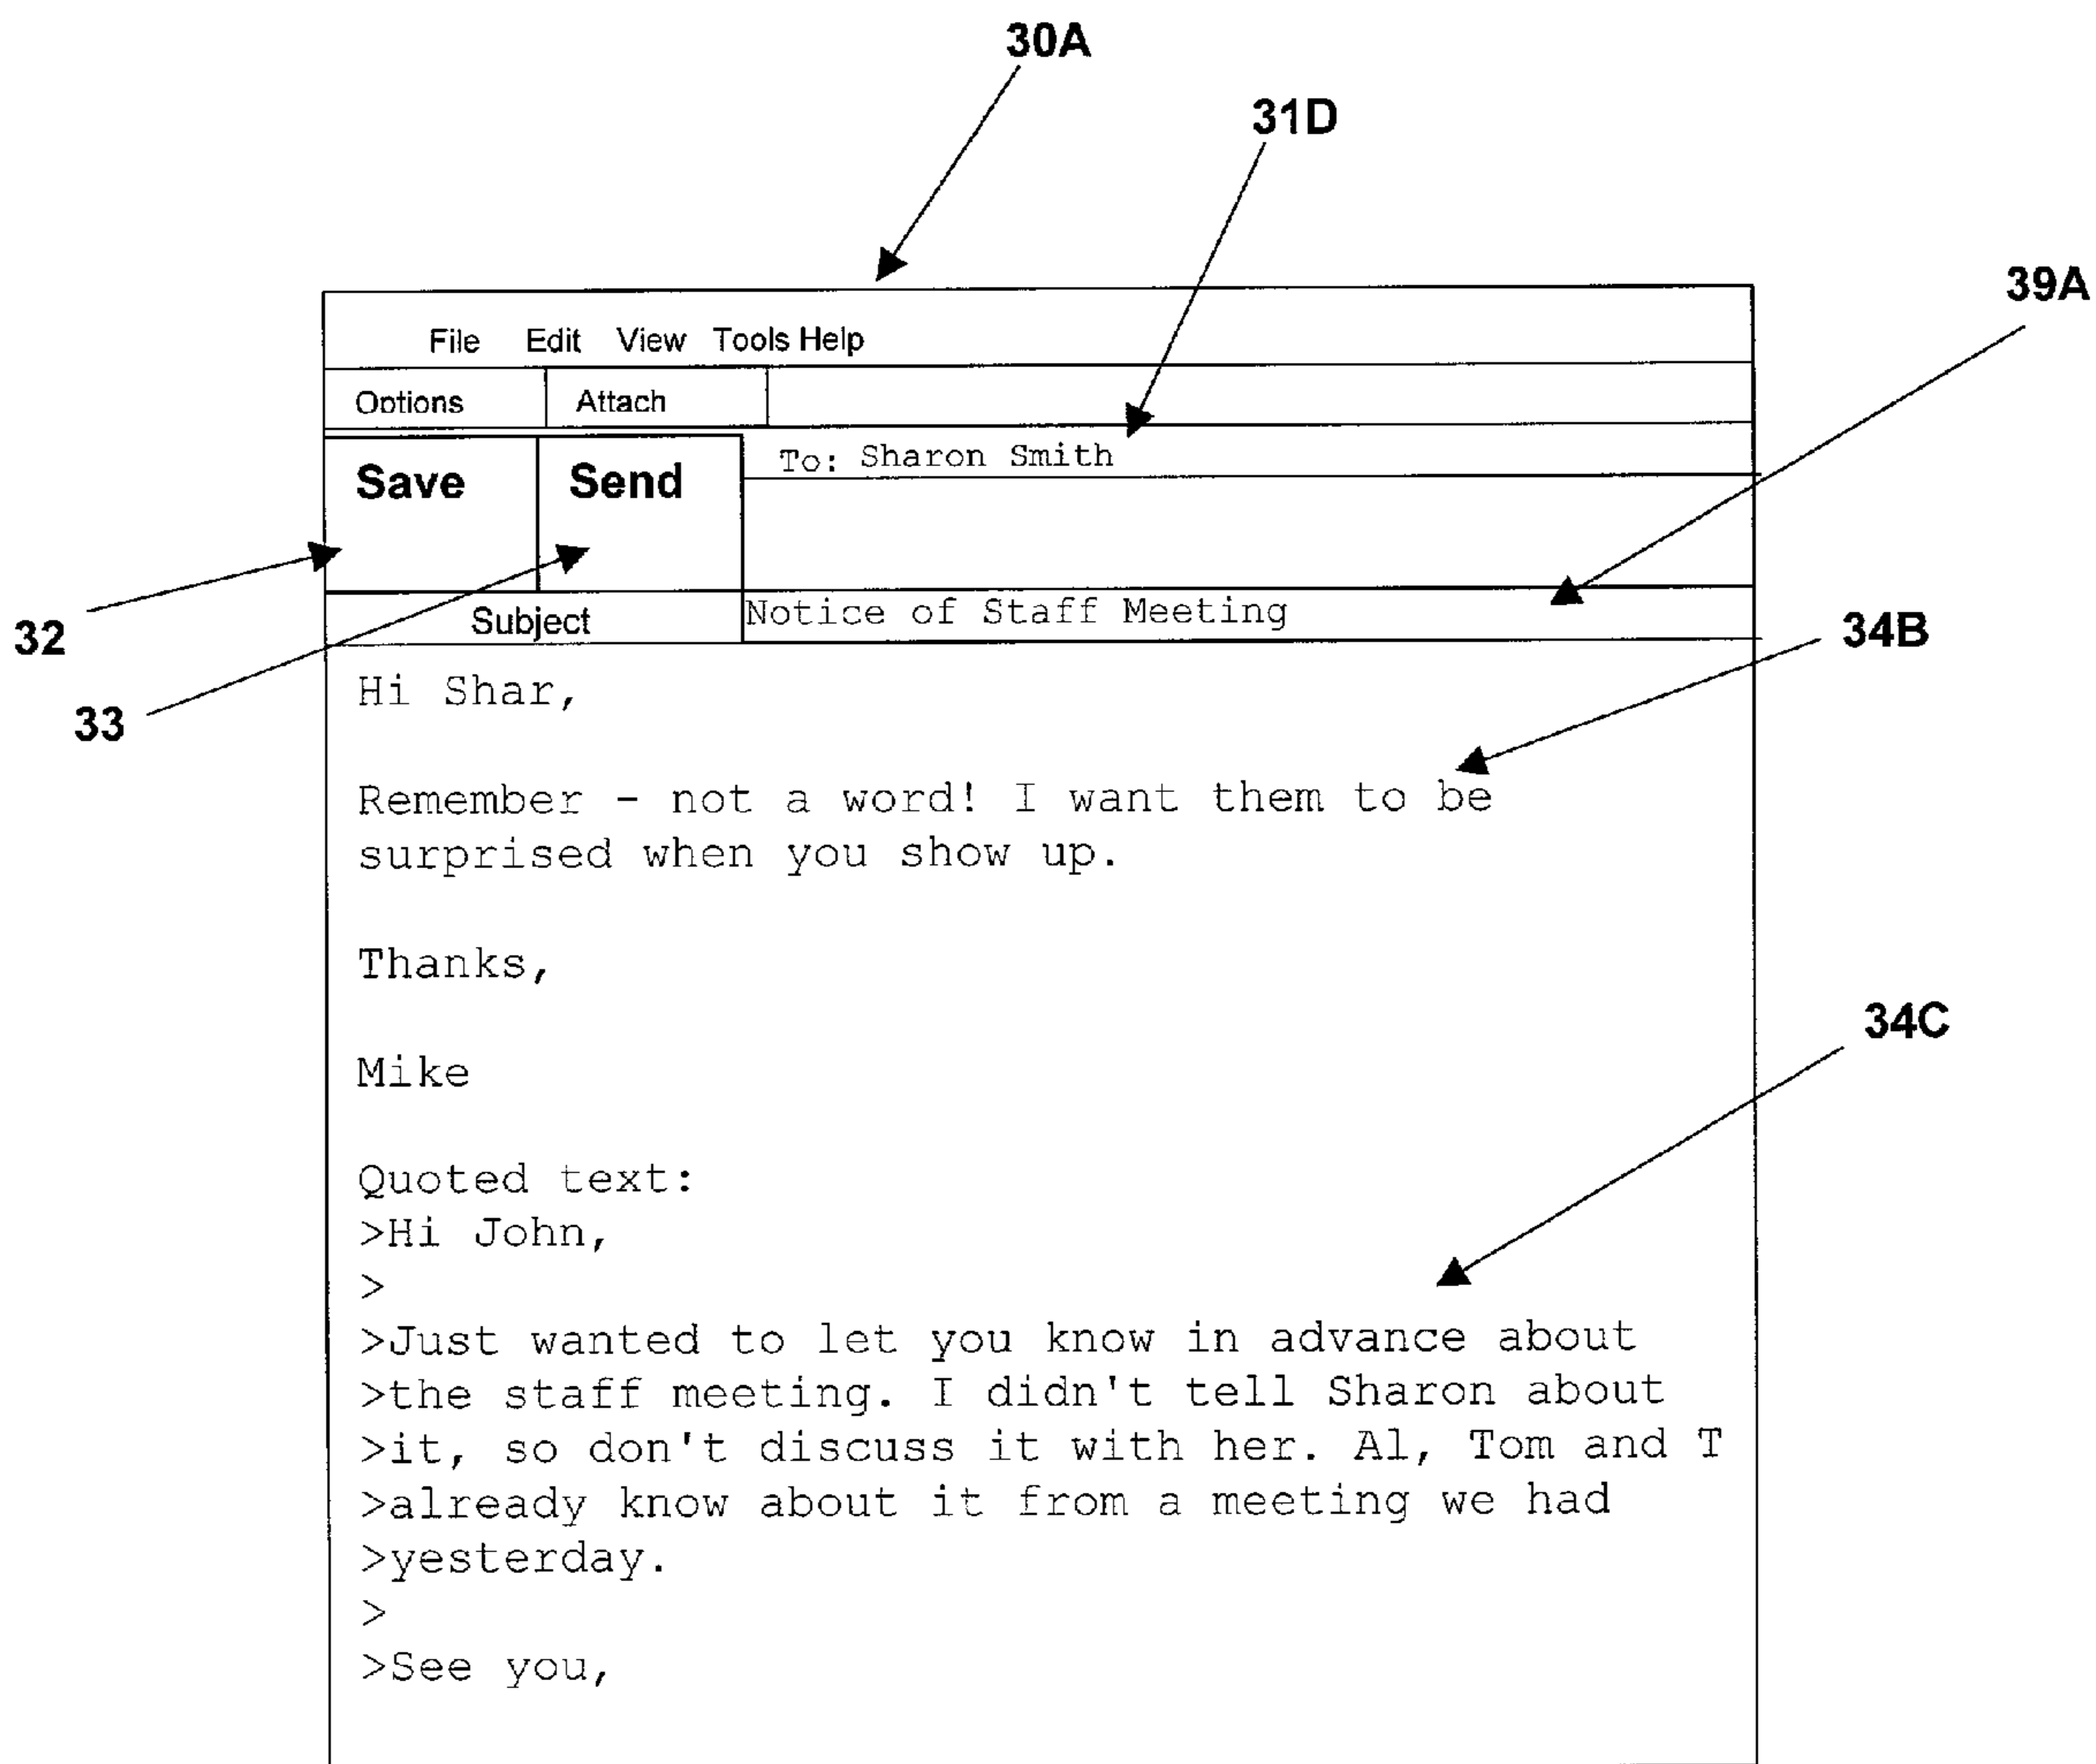 30A
31D
39A
File Edit View Tools Help
Options Attach
To: Sharon Smith
Save Send
32
33
Subject Notice of Staff Meeting
34B
Hi Shar,
Remember - not a word! I want them to be
surprised when you show up.
Thanks,
34C
Mike
Quoted text:
>Hi John,
>
>Just wanted to let you know in advance about
>the staff meeting. I didn't tell Sharon about
>it, so don't discuss it with her. Al, Tom and T
>already know about it from a meeting we had
>yesterday.
>
>See you,